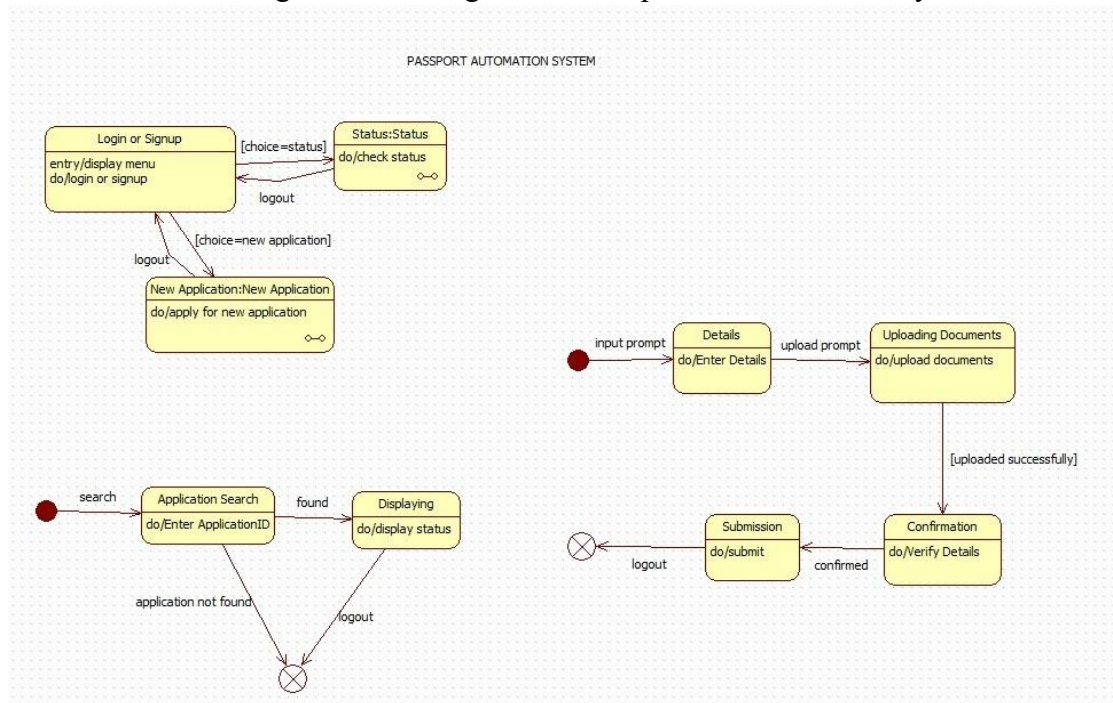 PASSPORT AUTOMATION SYSTEM
Login or Signup
entry/display menu
do/login or signup
[choice=status]
Status:Status
do/check status
logout
[choice=new application]
logout
New Application:New Application
do/apply for new application
input prompt
Details
do/Enter Details
upload prompt
Uploading Documents
do/upload documents
[uploaded successfully]
Confirmation
do/Verify Details
confirmed
Submission
do/submit
logout
search
Application Search
do/Enter ApplicationID
found
Displaying
do/display status
application not found
logout